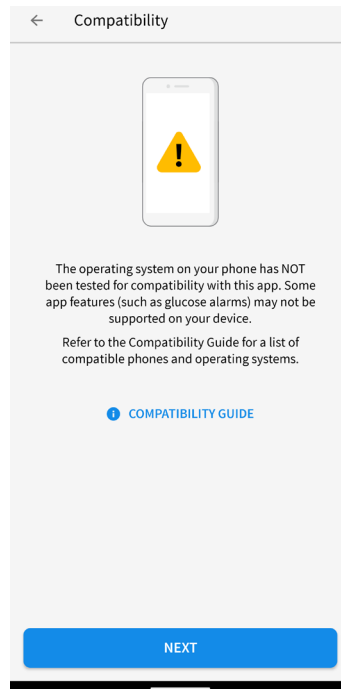 Compatibility
The operating system on your phone has NOT
been tested for compatibility with this app. Some
app features (such as glucose alarms) may not be
supported on your device.
Refer to the Compatibility Guide for a list of
compatible phones and operating systems.
COMPATIBILITY GUIDE
NEXT